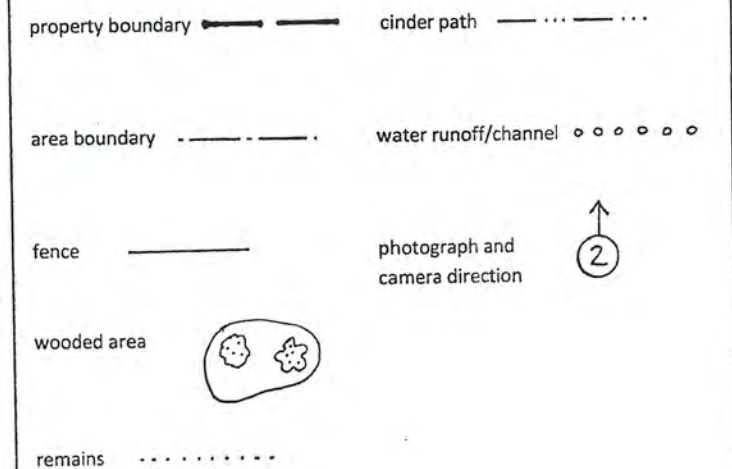 property boundary
cinder path
area boundary
water runoff/channel
fence
photograph and
camera direction
2
wooded area
remains